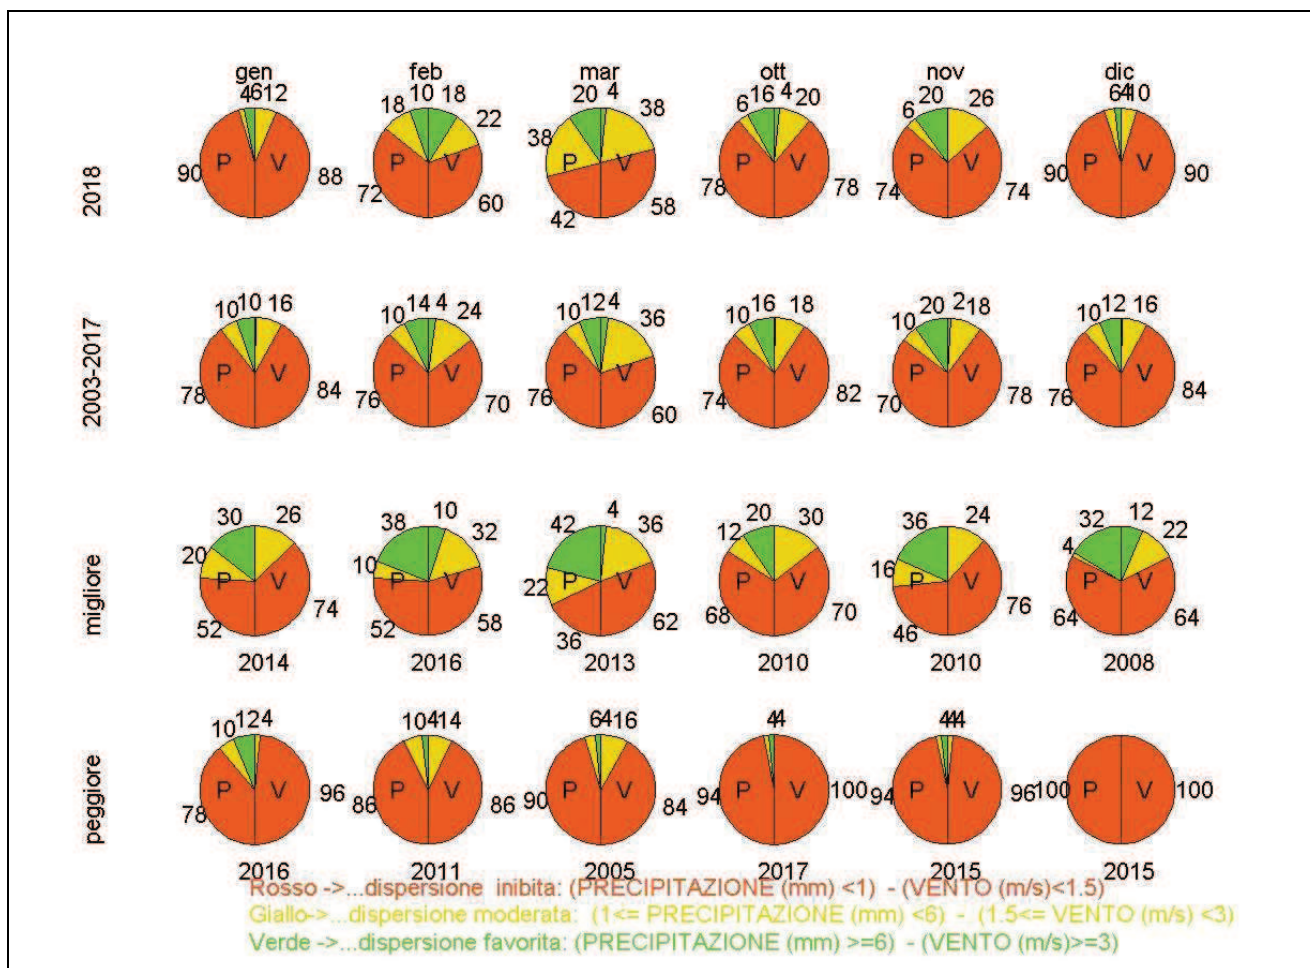 gen feb mar ott nov dic
4 6 12 18 10 18 22 20 4 38 38 6 16 4 20 6 20 26 6 4 10
2018
P V P V P V P V P V P V
90 88 72 60 42 58 78 78 74 74 90 90
10 10 16 10 14 4 24 10 12 4 36 10 16 18 10 20 2 18 10 12 16
2003-2017
P V P V P V P V P V P V
78 84 76 70 76 60 74 82 70 78 76 84
30 26 20 38 10 32 10 42 4 36 22 12 20 30 36 24 16 32 12 22 4
migliore
P V P V P V P V P V P V
52 74 52 58 36 62 68 70 46 76 64 64
2014 2016 2013 2010 2010 2008
10 12 4 10 4 14 6 4 16 4 4 4 4 4
peggiore
P V P V P V P V P V
78 96 86 86 90 84 94 100 94 96 100 100
2016 2011 2005 2017 2015 2015
Rosso ->...dispersione inibita: (PRECIPITAZIONE (mm) <1) - (VENTO (m/s)<1.5)
Giallo->...dispersione moderata: (1<= PRECIPITAZIONE (mm) <6) - (1.5<= VENTO (m/s) <3)
Verde ->...dispersione favorita: (PRECIPITAZIONE (mm) >=6) - (VENTO (m/s)>=3)